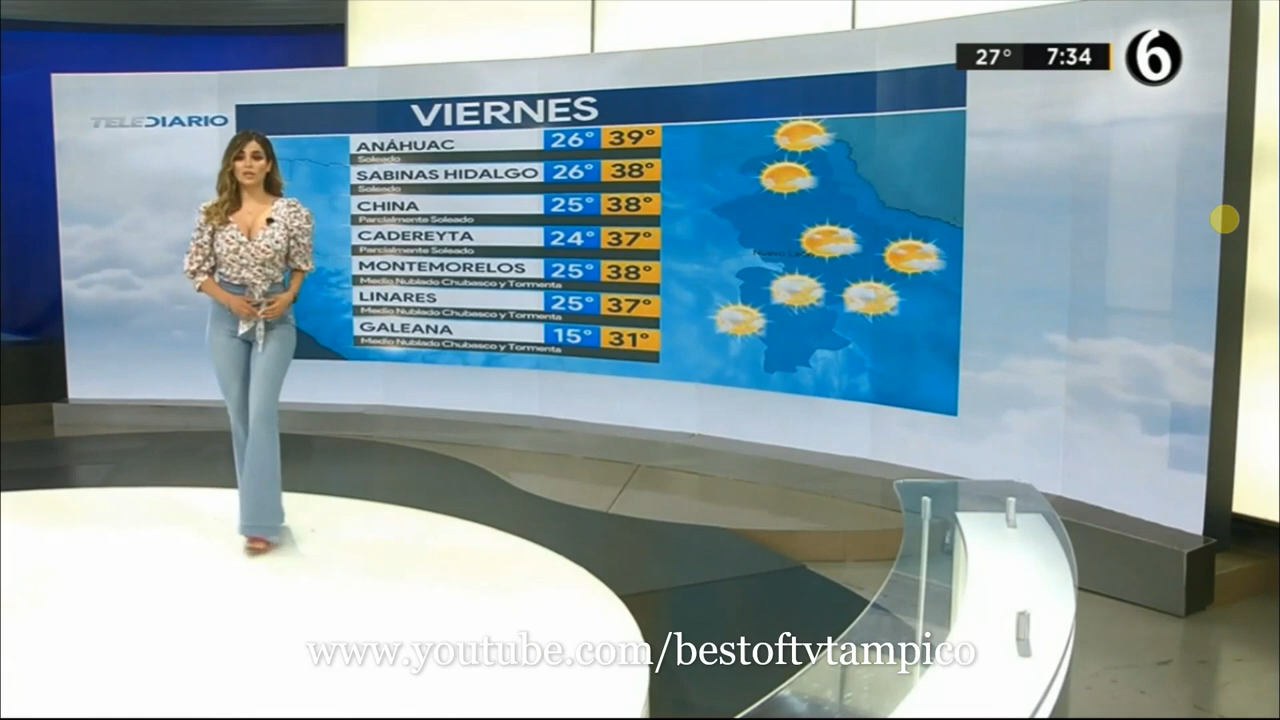 27° 7:34 6
TELEDIARIO
VIERNES
ANÁHUAC 26° 39°
Soleado
SABINAS HIDALGO 26° 38°
Soleado
CHINA 25° 38°
Parcialmente Soleado
CADEREYTA 24° 37°
Parcialmente Soleado
MONTEMORELOS 25° 38°
Medio Nublado Chubasco y Tormenta
LINARES 25° 37°
Medio Nublado Chubasco y Tormenta
GALEANA 15° 31°
Medio Nublado Chubasco y Tormenta
Nuevo León
www.youtube.com/bestoftvtampico